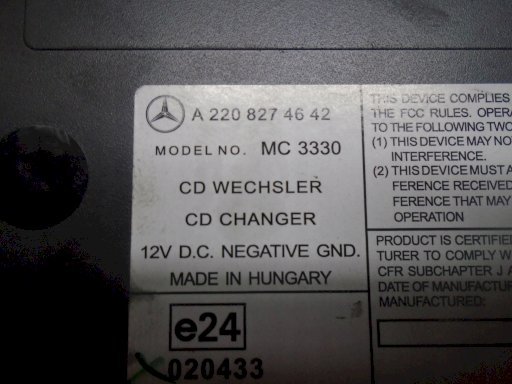 A 220 827 46 42
MODEL NO. MC 3330
CD WECHSLER
CD CHANGER
12V D.C. NEGATIVE GND.
MADE IN HUNGARY
e24
020433
THIS DEVICE COMPLIES
THE FCC RULES. OPERA
TO THE FOLLOWING TWO
(1) THIS DEVICE MAY NO
INTERFERENCE.
(2) THIS DEVICE MUST A
FERENCE RECEIVED
FERENCE THAT MAY
OPERATION
PRODUCT IS CERTIFIE
TURER TO COMPLY W
CFR SUBCHAPTER J A
DATE OF MANUFACTUR
MANUFACTURED: